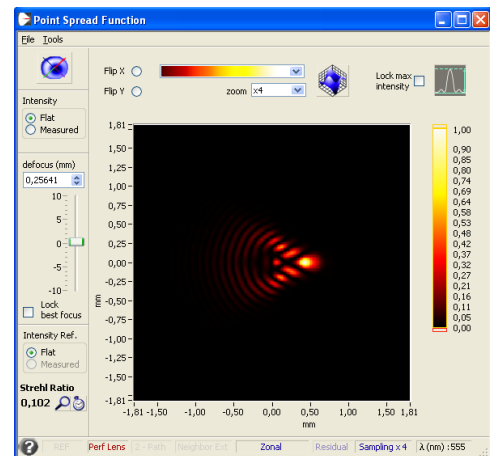 Point Spread Function
File Tools
Flip X
Flip Y
zoom x4
Lock max
intensity
Intensity
Flat
Measured
defocus (mm)
0,25641
10
5
0
-5
-10
Lock
best focus
Intensity Ref.
Flat
Measured
Strehl Ratio
0,102
1,81
1,50
1,25
1,00
0,75
0,50
0,25
0,00
-0,25
-0,50
-0,75
-1,00
-1,25
-1,50
-1,81
mm
-1,81 -1,50 -1,00 -0,50 0,00 0,50 1,00 1,50 1,81
mm
1,00
0,90
0,85
0,80
0,74
0,69
0,64
0,58
0,53
0,48
0,42
0,37
0,32
0,27
0,21
0,16
0,11
0,05
0,00
REF Perf Lens 2 - Path Neighbor Ext Zonal Residual Sampling x 4 λ (nm) :555